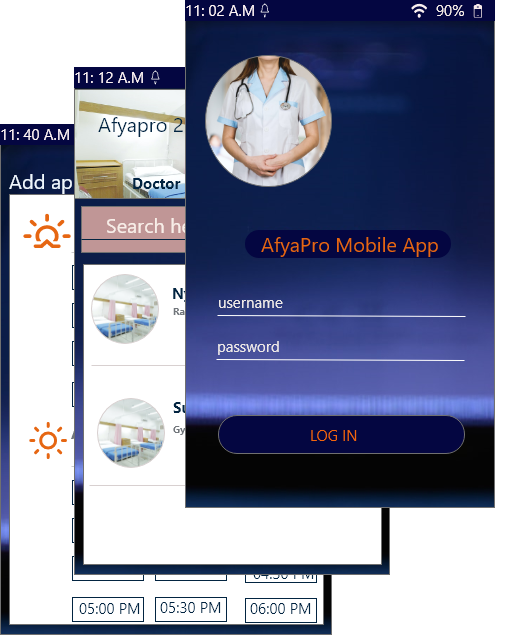 11: 02 A.M
90%
AfyaPro Mobile App
username
password
LOG IN
11: 12 A.M
Afyapro 2
Doctor
Search
Ny
Ra
Su
Gy
11: 40 A.M
Add ap
04:30 PM
05:00 PM
05:30 PM
06:00 PM